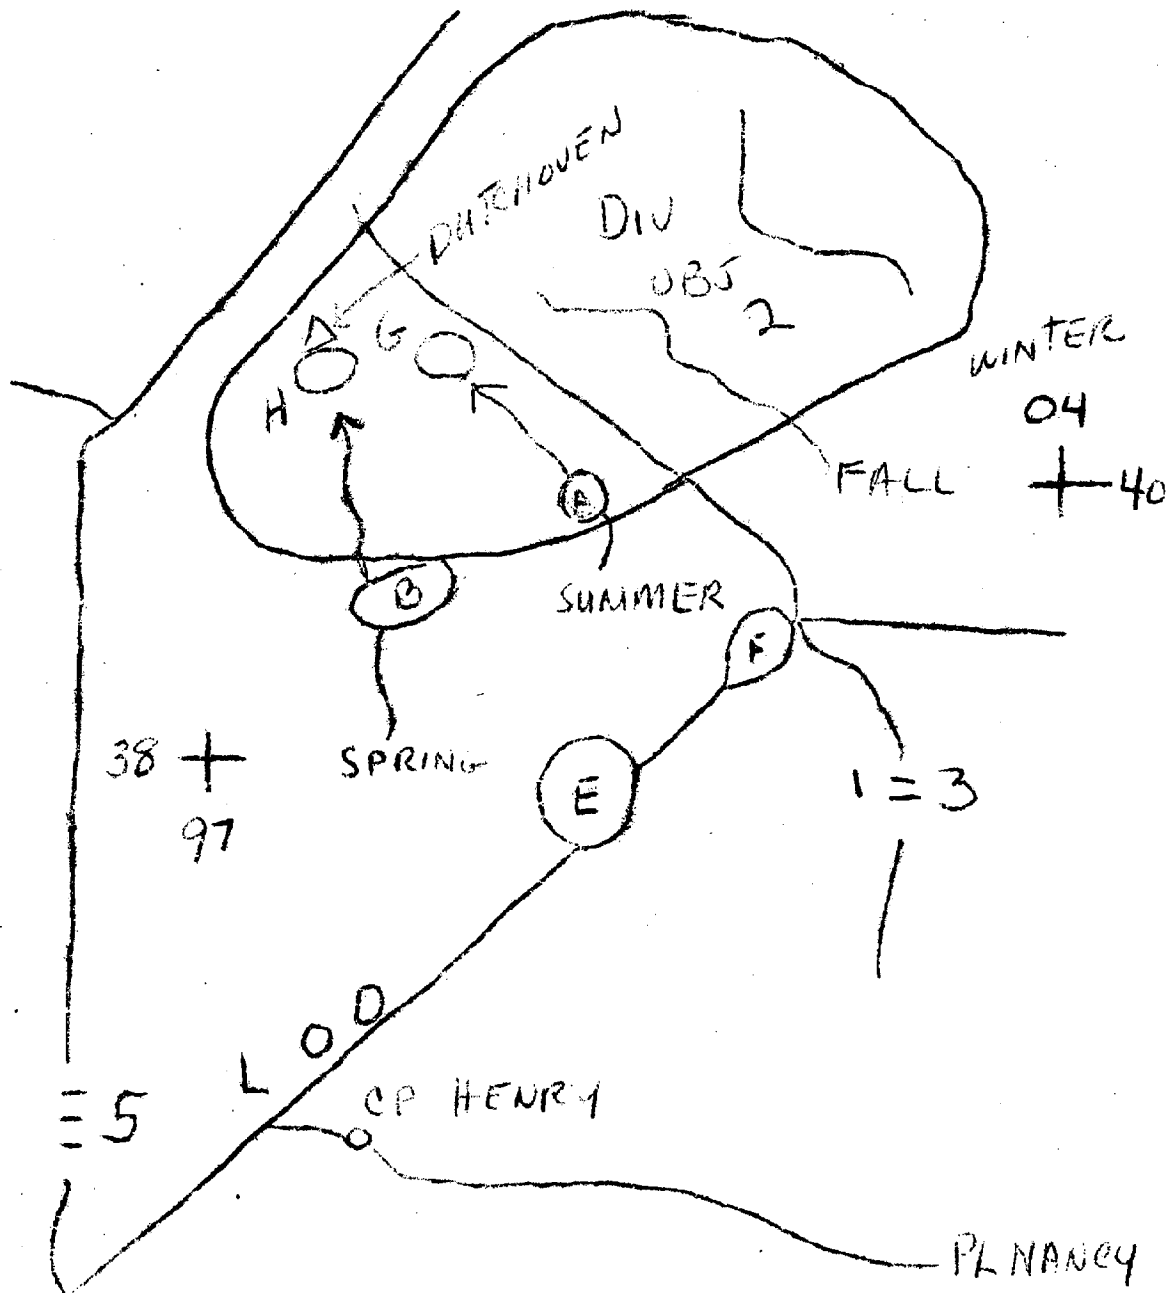 DUTCHOVEN
DIV
OBJ
2
G
H
WINTER
04
40
FALL
A
B
SUMMER
F
SPRING
38
97
E
1 = 3
LOD
CP HENRY
≡ 5
PL NANCY